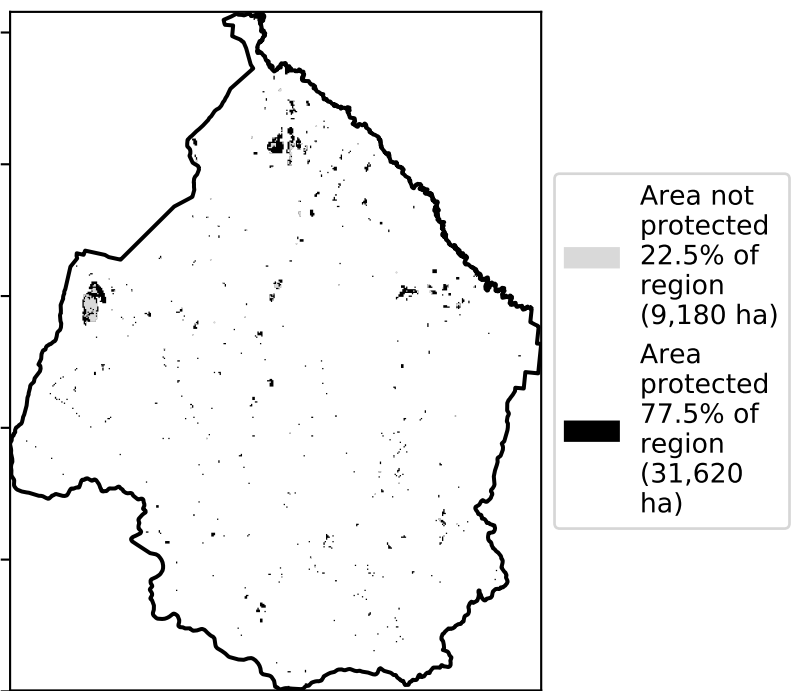 Area not
protected
22.5% of
region
(9,180 ha)
Area
protected
77.5% of
region
(31,620
ha)